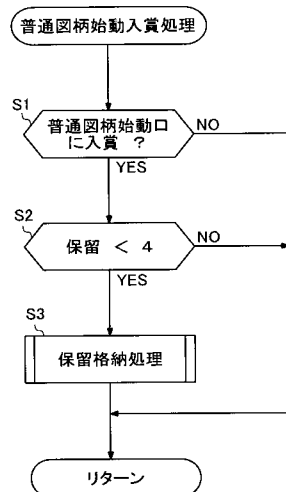 普通図柄始動入賞処理
S1
普通図柄始動口
に入賞 ?
NO
YES
S2
保留 < 4
NO
YES
S3
保留格納処理
リターン